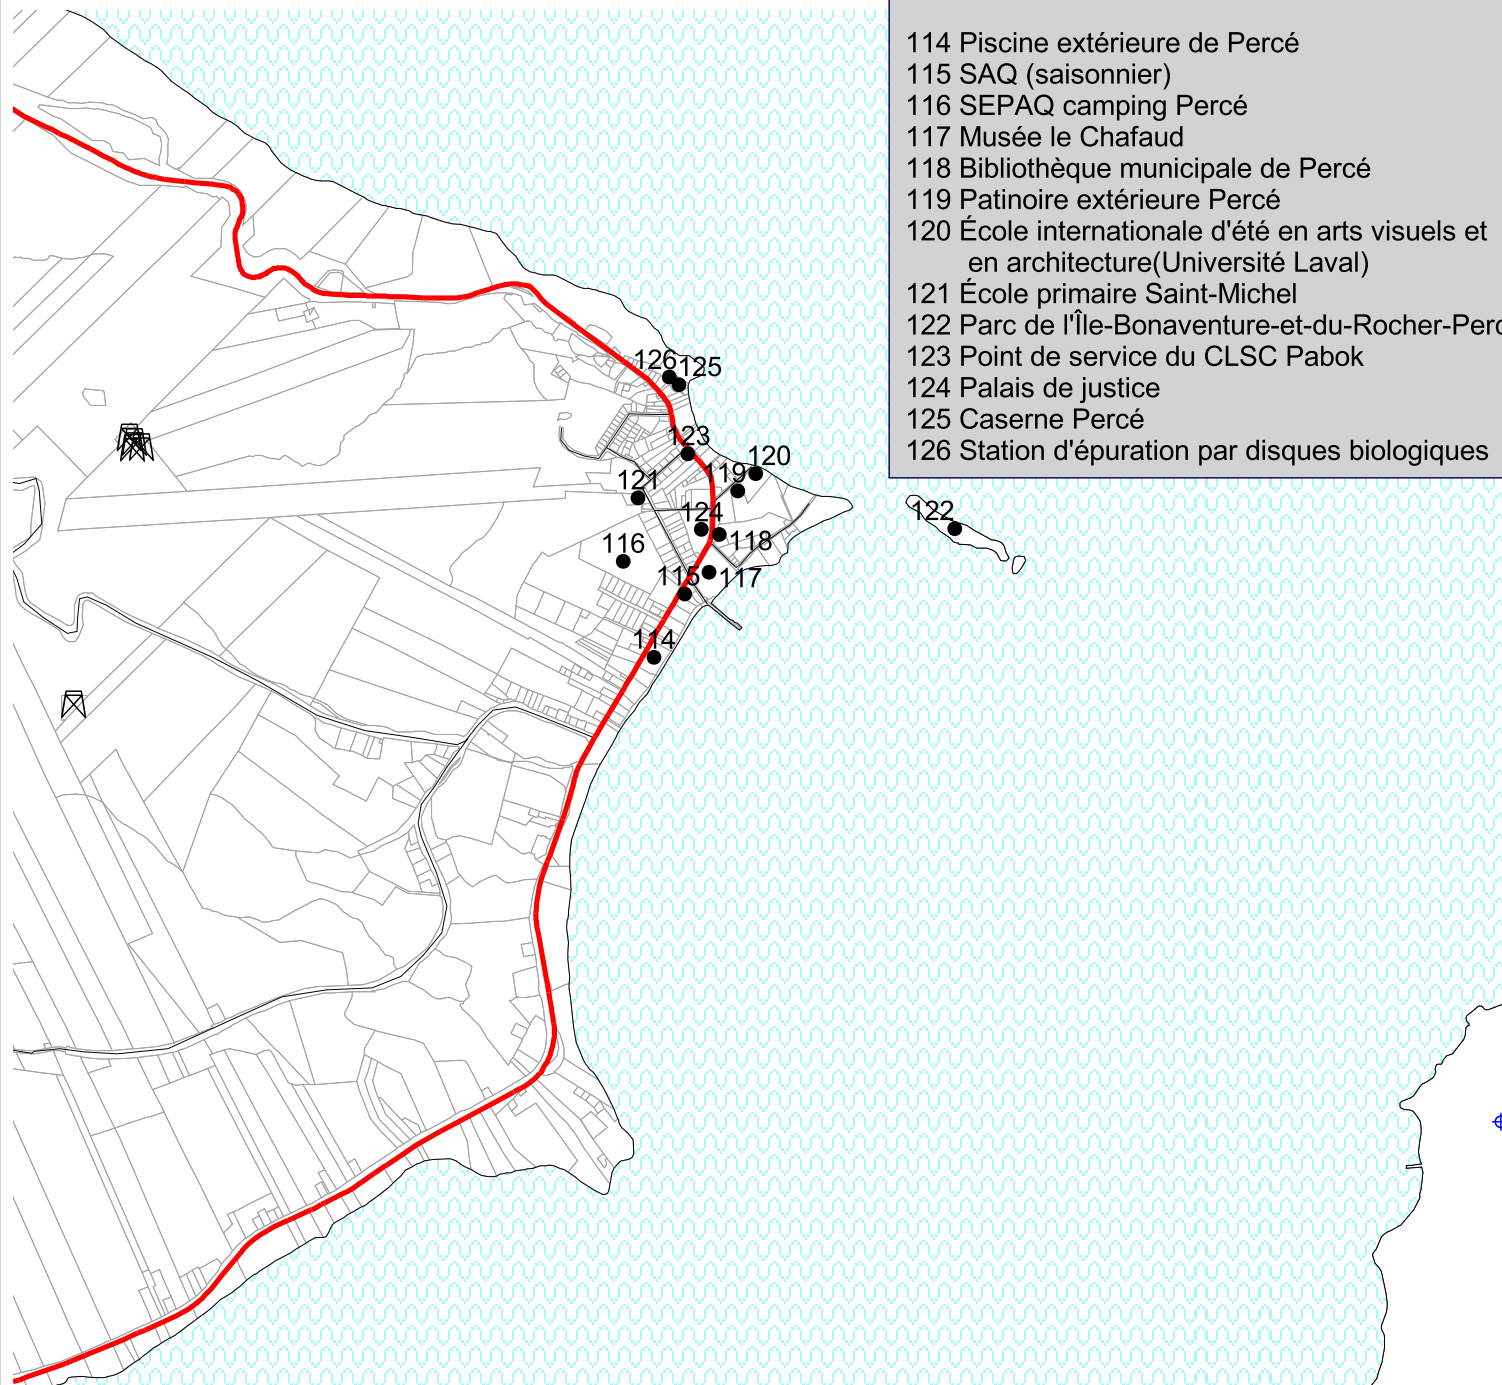 114 Piscine extérieure de Percé
115 SAQ (saisonnier)
116 SEPAQ camping Percé
117 Musée le Chafaud
118 Bibliothèque municipale de Percé
119 Patinoire extérieure Percé
120 École internationale d'été en arts visuels et
en architecture(Université Laval)
121 École primaire Saint-Michel
122 Parc de l'Île-Bonaventure-et-du-Rocher-Perc
123 Point de service du CLSC Pabok
124 Palais de justice
125 Caserne Percé
126 Station d'épuration par disques biologiques
126
125
123
120
119
121
122
124
118
116
115
117
114